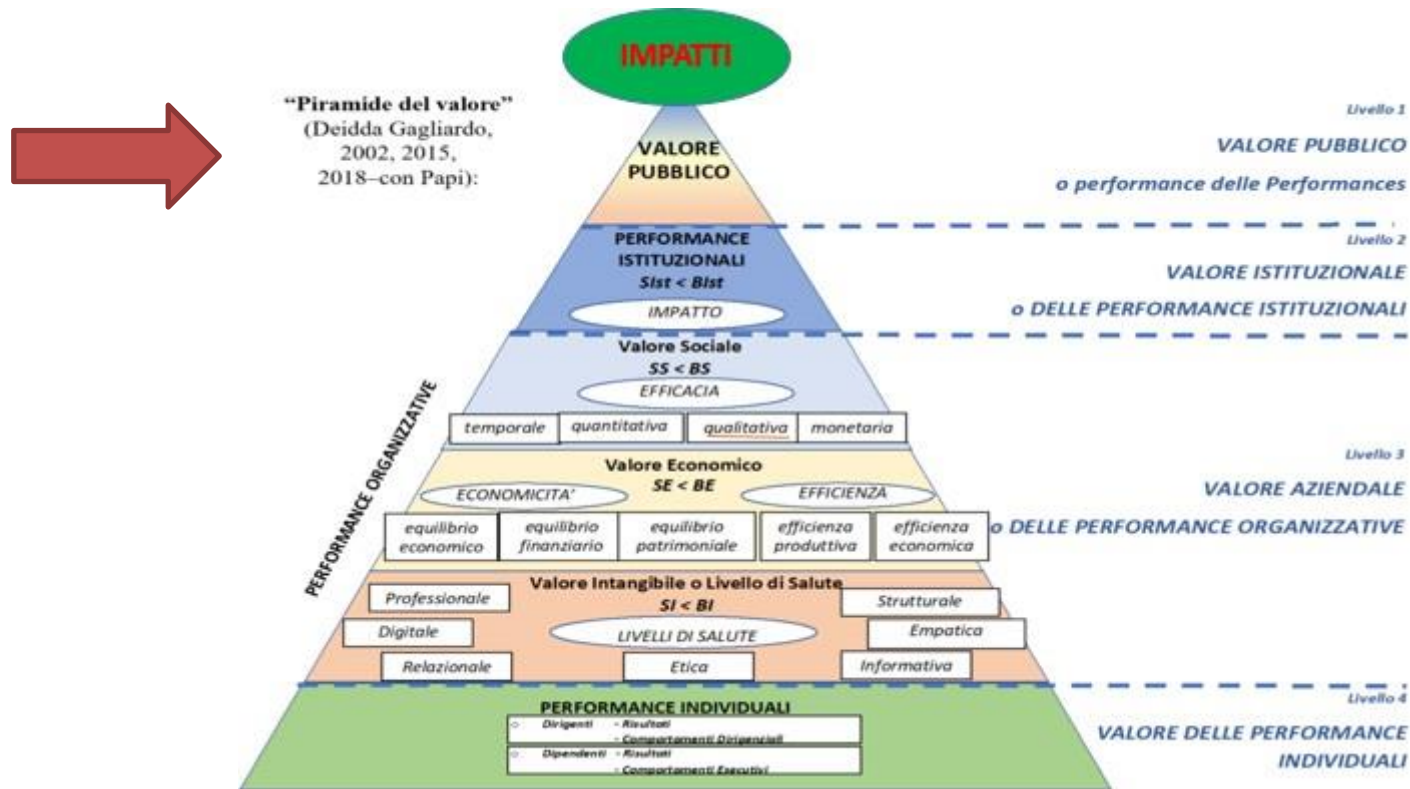 IMPATTI
“Piramide del valore”
(Deidda Gagliardo,
2002, 2015,
2018–con Papi):
Livello 1
VALORE PUBBLICO
o performance delle Performances
VALORE
PUBBLICO
Livello 2
VALORE ISTITUZIONALE
o DELLE PERFORMANCE ISTITUZIONALI
PERFORMANCE
ISTITUZIONALI
SIst < BIst
IMPATTO
Valore Sociale
SS < BS
EFFICACIA
temporale
quantitativa
qualitativa
monetaria
PERFORMANCE ORGANIZZATIVE
Livello 3
VALORE AZIENDALE
o DELLE PERFORMANCE ORGANIZZATIVE
Valore Economico
SE < BE
ECONOMICITA’
EFFICIENZA
equilibrio
economico
equilibrio
finanziario
equilibrio
patrimoniale
efficienza
produttiva
efficienza
economica
Valore Intangibile o Livello di Salute
SI < BI
LIVELLI DI SALUTE
Professionale
Strutturale
Digitale
Empatica
Relazionale
Etica
Informativa
Livello 4
VALORE DELLE PERFORMANCE
INDIVIDUALI
PERFORMANCE INDIVIDUALI
o Dirigenti - Risultati
- Comportamenti Dirigenziali
o Dipendenti - Risultati
- Comportamenti Esecutivi